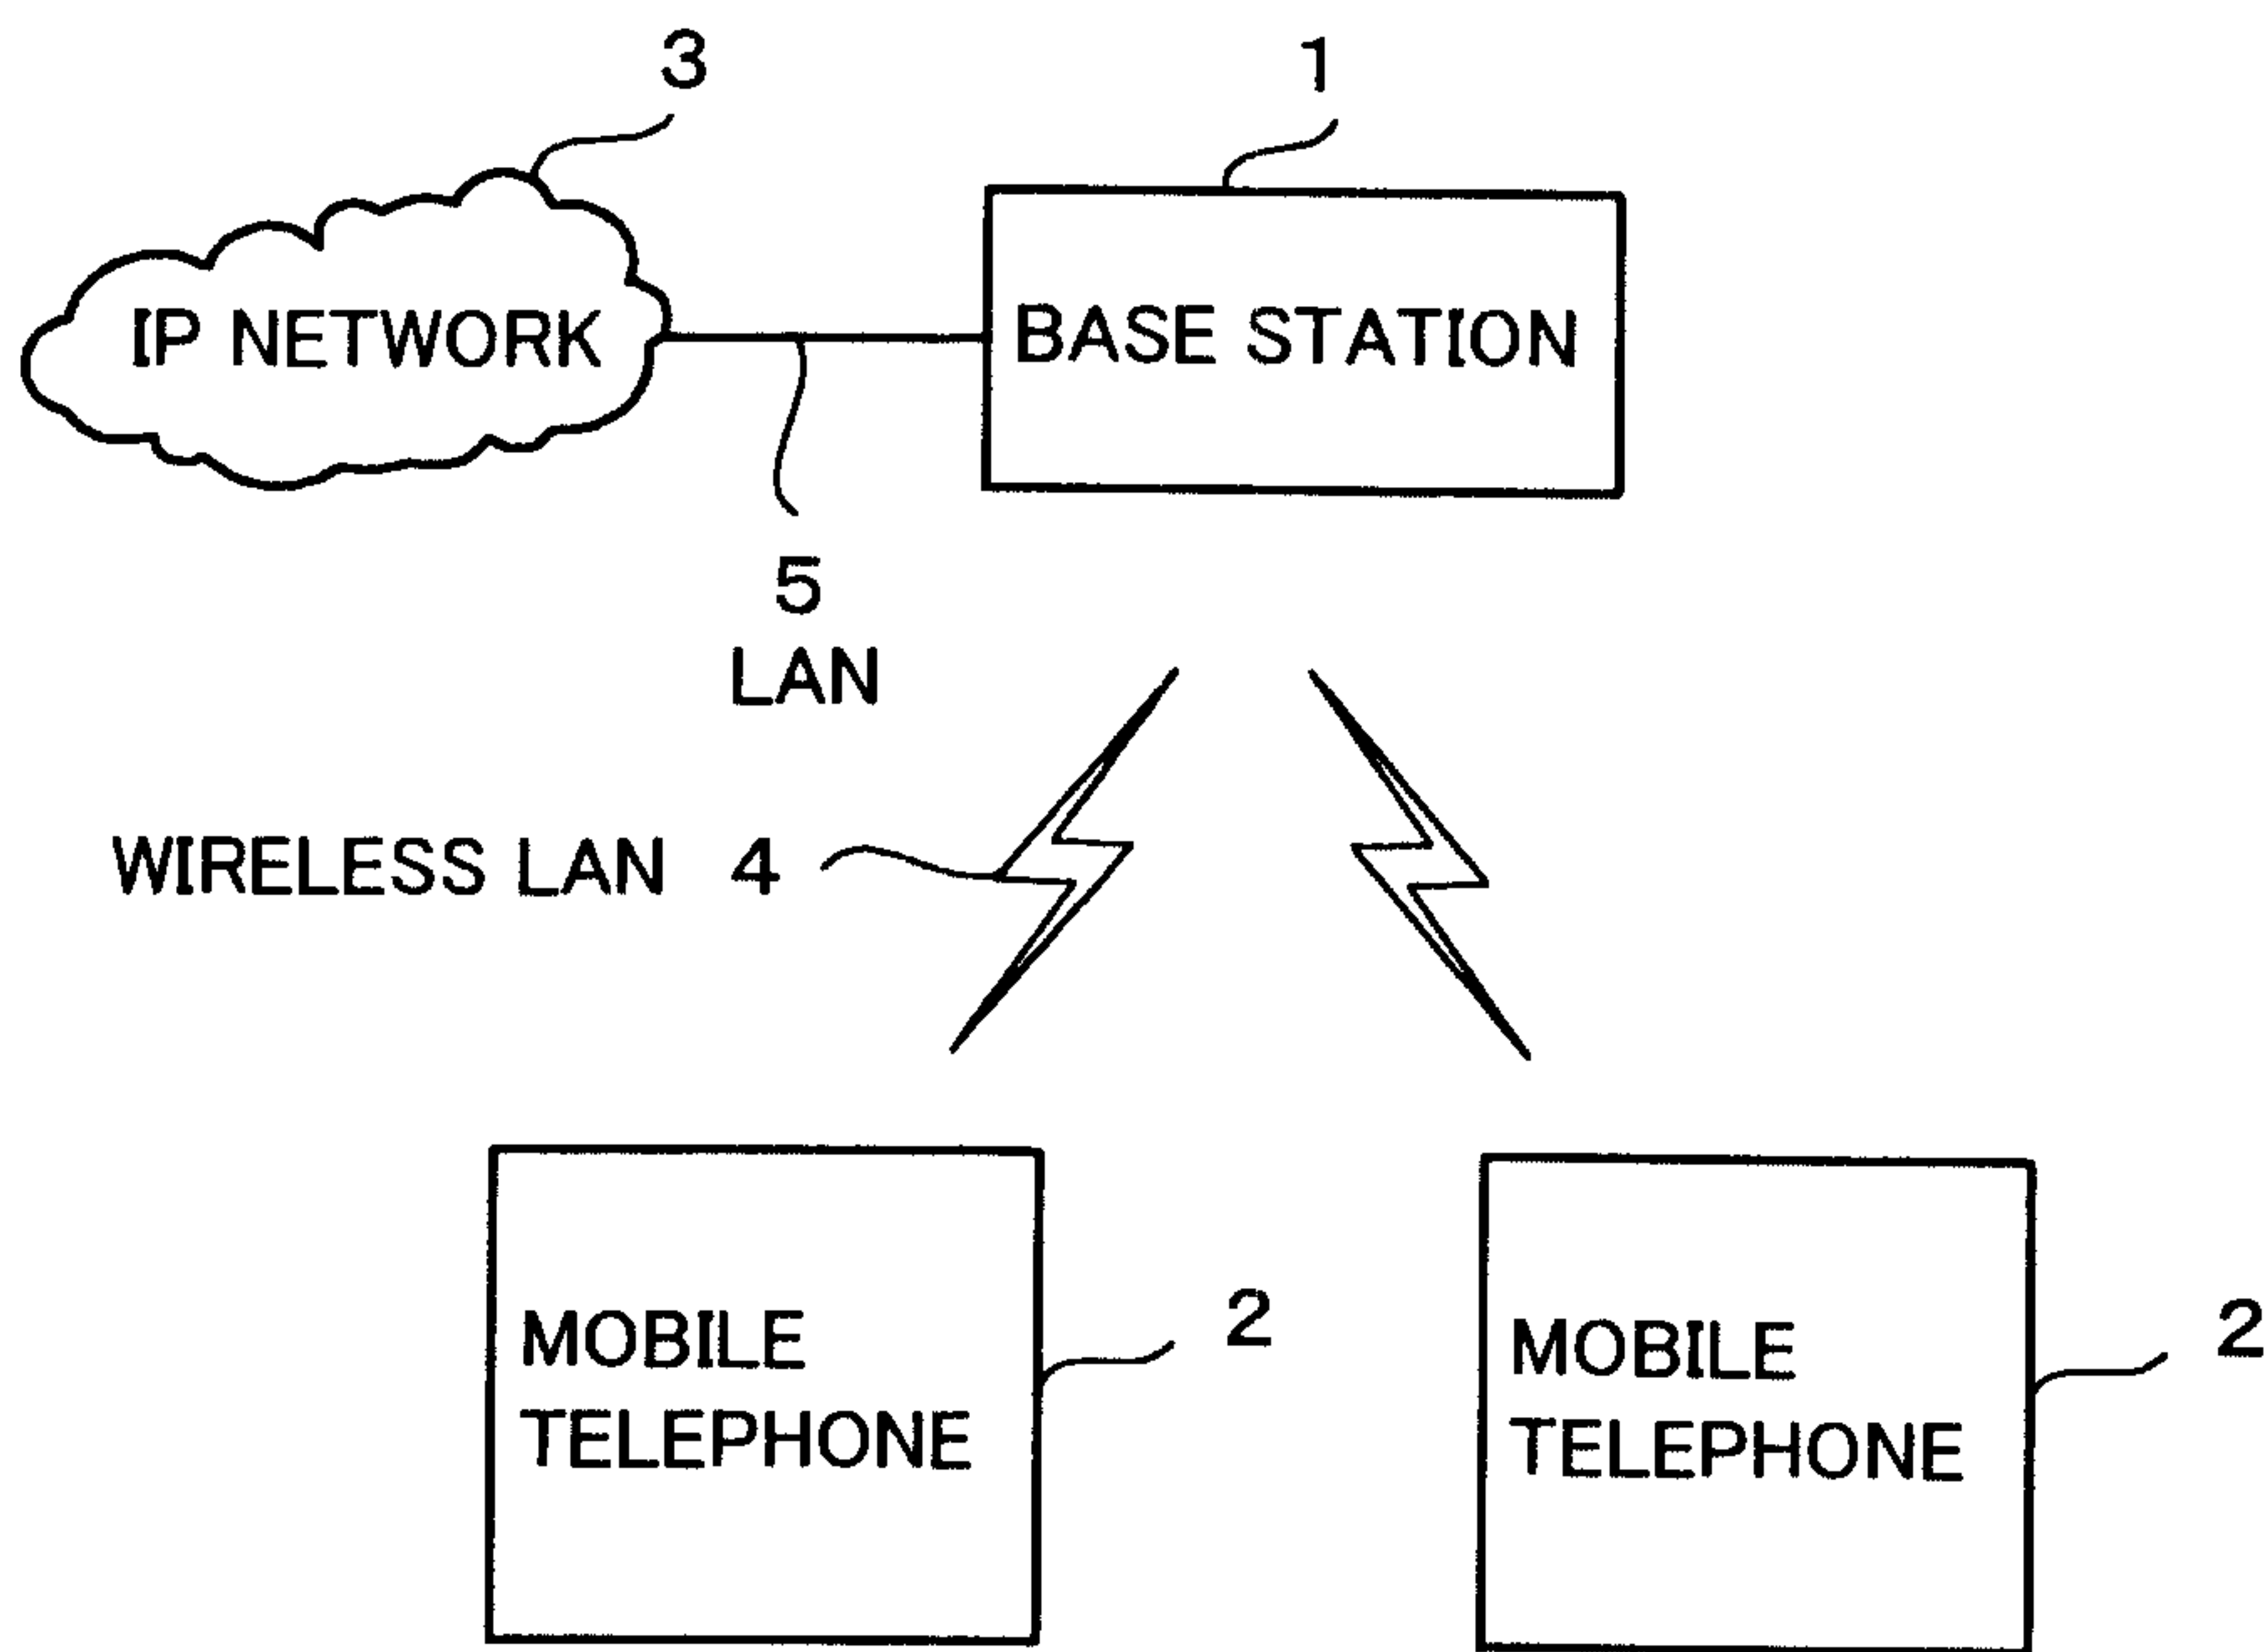 3
1
IP NETWORK
BASE STATION
5
LAN
WIRELESS LAN 4
MOBILE
TELEPHONE
2
MOBILE
TELEPHONE
2